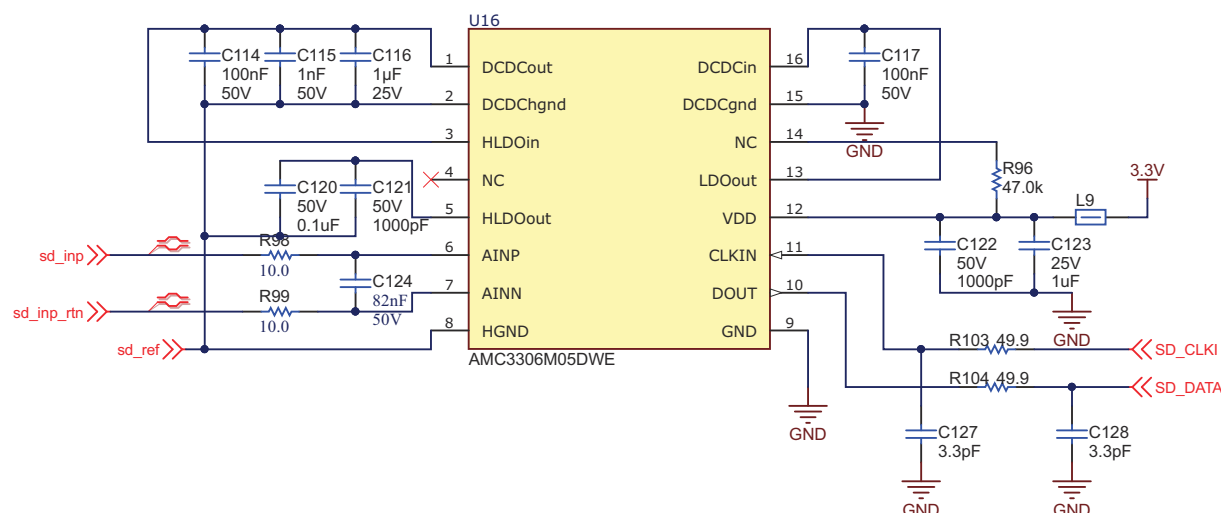 U16
C114
100nF
50V
C115
1nF
50V
C116
1µF
25V
1
DCDCout
2
DCDChgnd
3
HLDOin
4
NC
5
HLDOout
6
AINP
7
AINN
8
HGND
DCDCin
16
DCDCgnd
15
NC
14
LDOout
13
VDD
12
CLKIN
11
DOUT
10
GND
9
AMC3306M05DWE
C117
100nF
50V
GND
R96
47.0k
3.3V
L9
C120
50V
0.1uF
C121
50V
1000pF
C122
50V
1000pF
C123
25V
1uF
GND
sd_inp
R98
10.0
C124
82nF
50V
sd_inp_rtn
R99
10.0
sd_ref
R103
49.9
SD_CLKI
R104
49.9
SD_DATA
GND
C127
3.3pF
GND
C128
3.3pF
GND